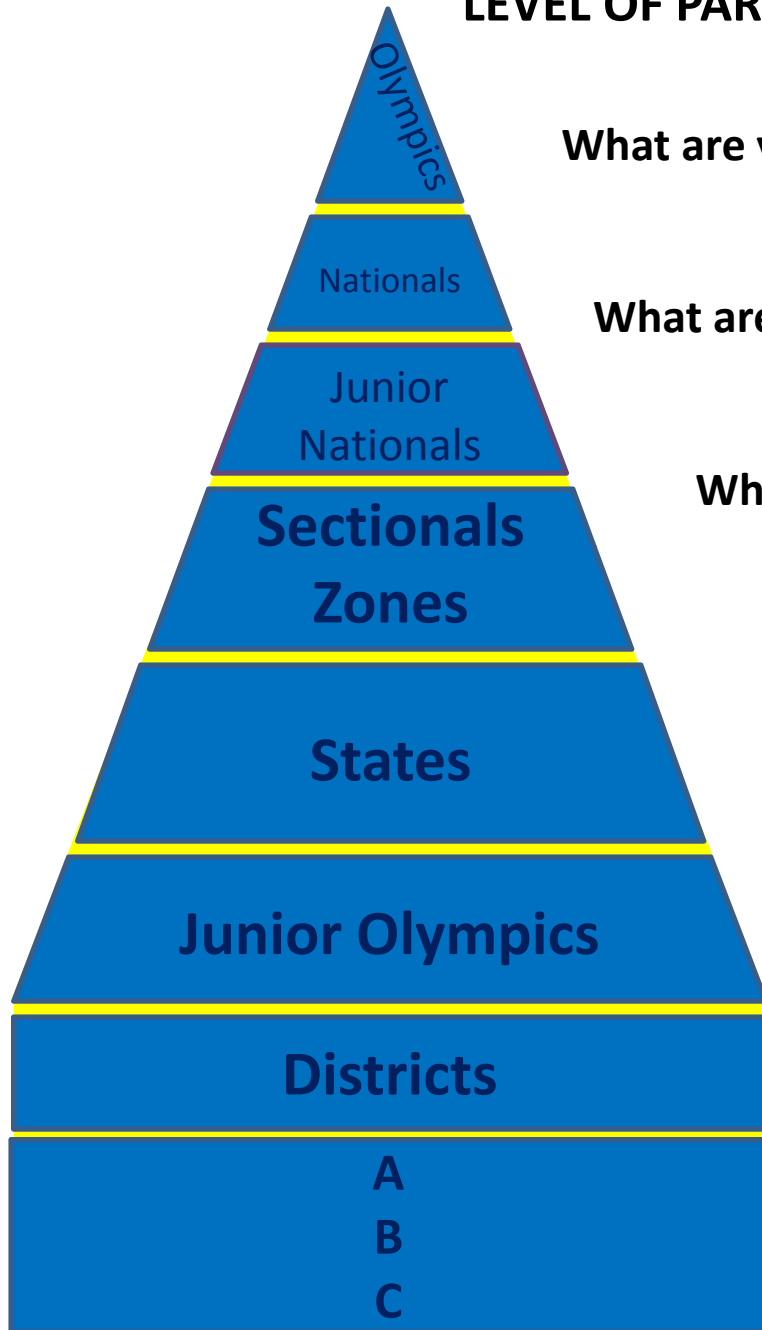 LEVEL OF PAR
Olympics
What are
Nationals
What are
Junior
Nationals
Wh
Sectionals
Zones
States
Junior Olympics
Districts
A
B
C